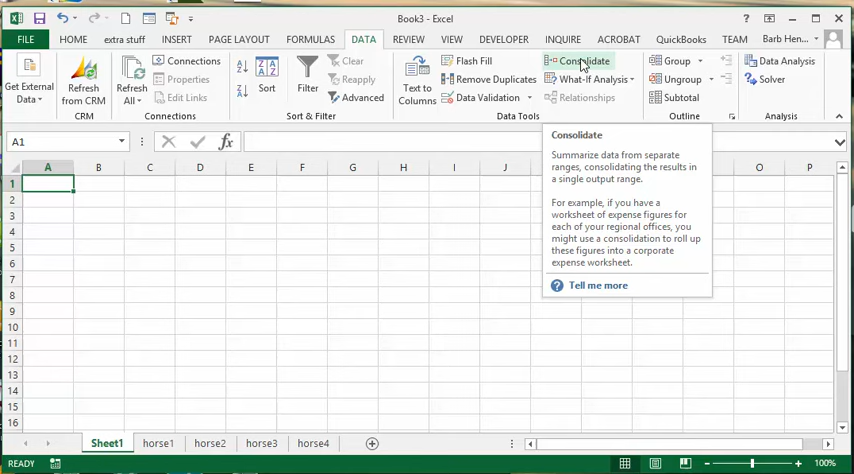 Book3 - Excel
FILE HOME extra stuff INSERT PAGE LAYOUT FORMULAS DATA REVIEW VIEW DEVELOPER INQUIRE ACROBAT QuickBooks TEAM Barb Hen...
Get External
Data
Refresh
from CRM
CRM
Refresh
All
Connections
Properties
Edit Links
Connections
Sort
Filter
Clear
Reapply
Advanced
Sort & Filter
Text to
Columns
Flash Fill
Remove Duplicates
Data Validation
Consolidate
What-If Analysis
Relationships
Data Tools
Group
Ungroup
Subtotal
Outline
Data Analysis
Solver
Analysis
A1 fx
Consolidate
Summarize data from separate
ranges, consolidating the results in
a single output range.
For example, if you have a
worksheet of expense figures for
each of your regional offices, you
might use a consolidation to roll up
these figures into a corporate
expense worksheet.
? Tell me more
A B C D E F G H I J O P
1
2
3
4
5
6
7
8
9
10
11
12
13
14
15
16
Sheet1 horse1 horse2 horse3 horse4
READY 100%